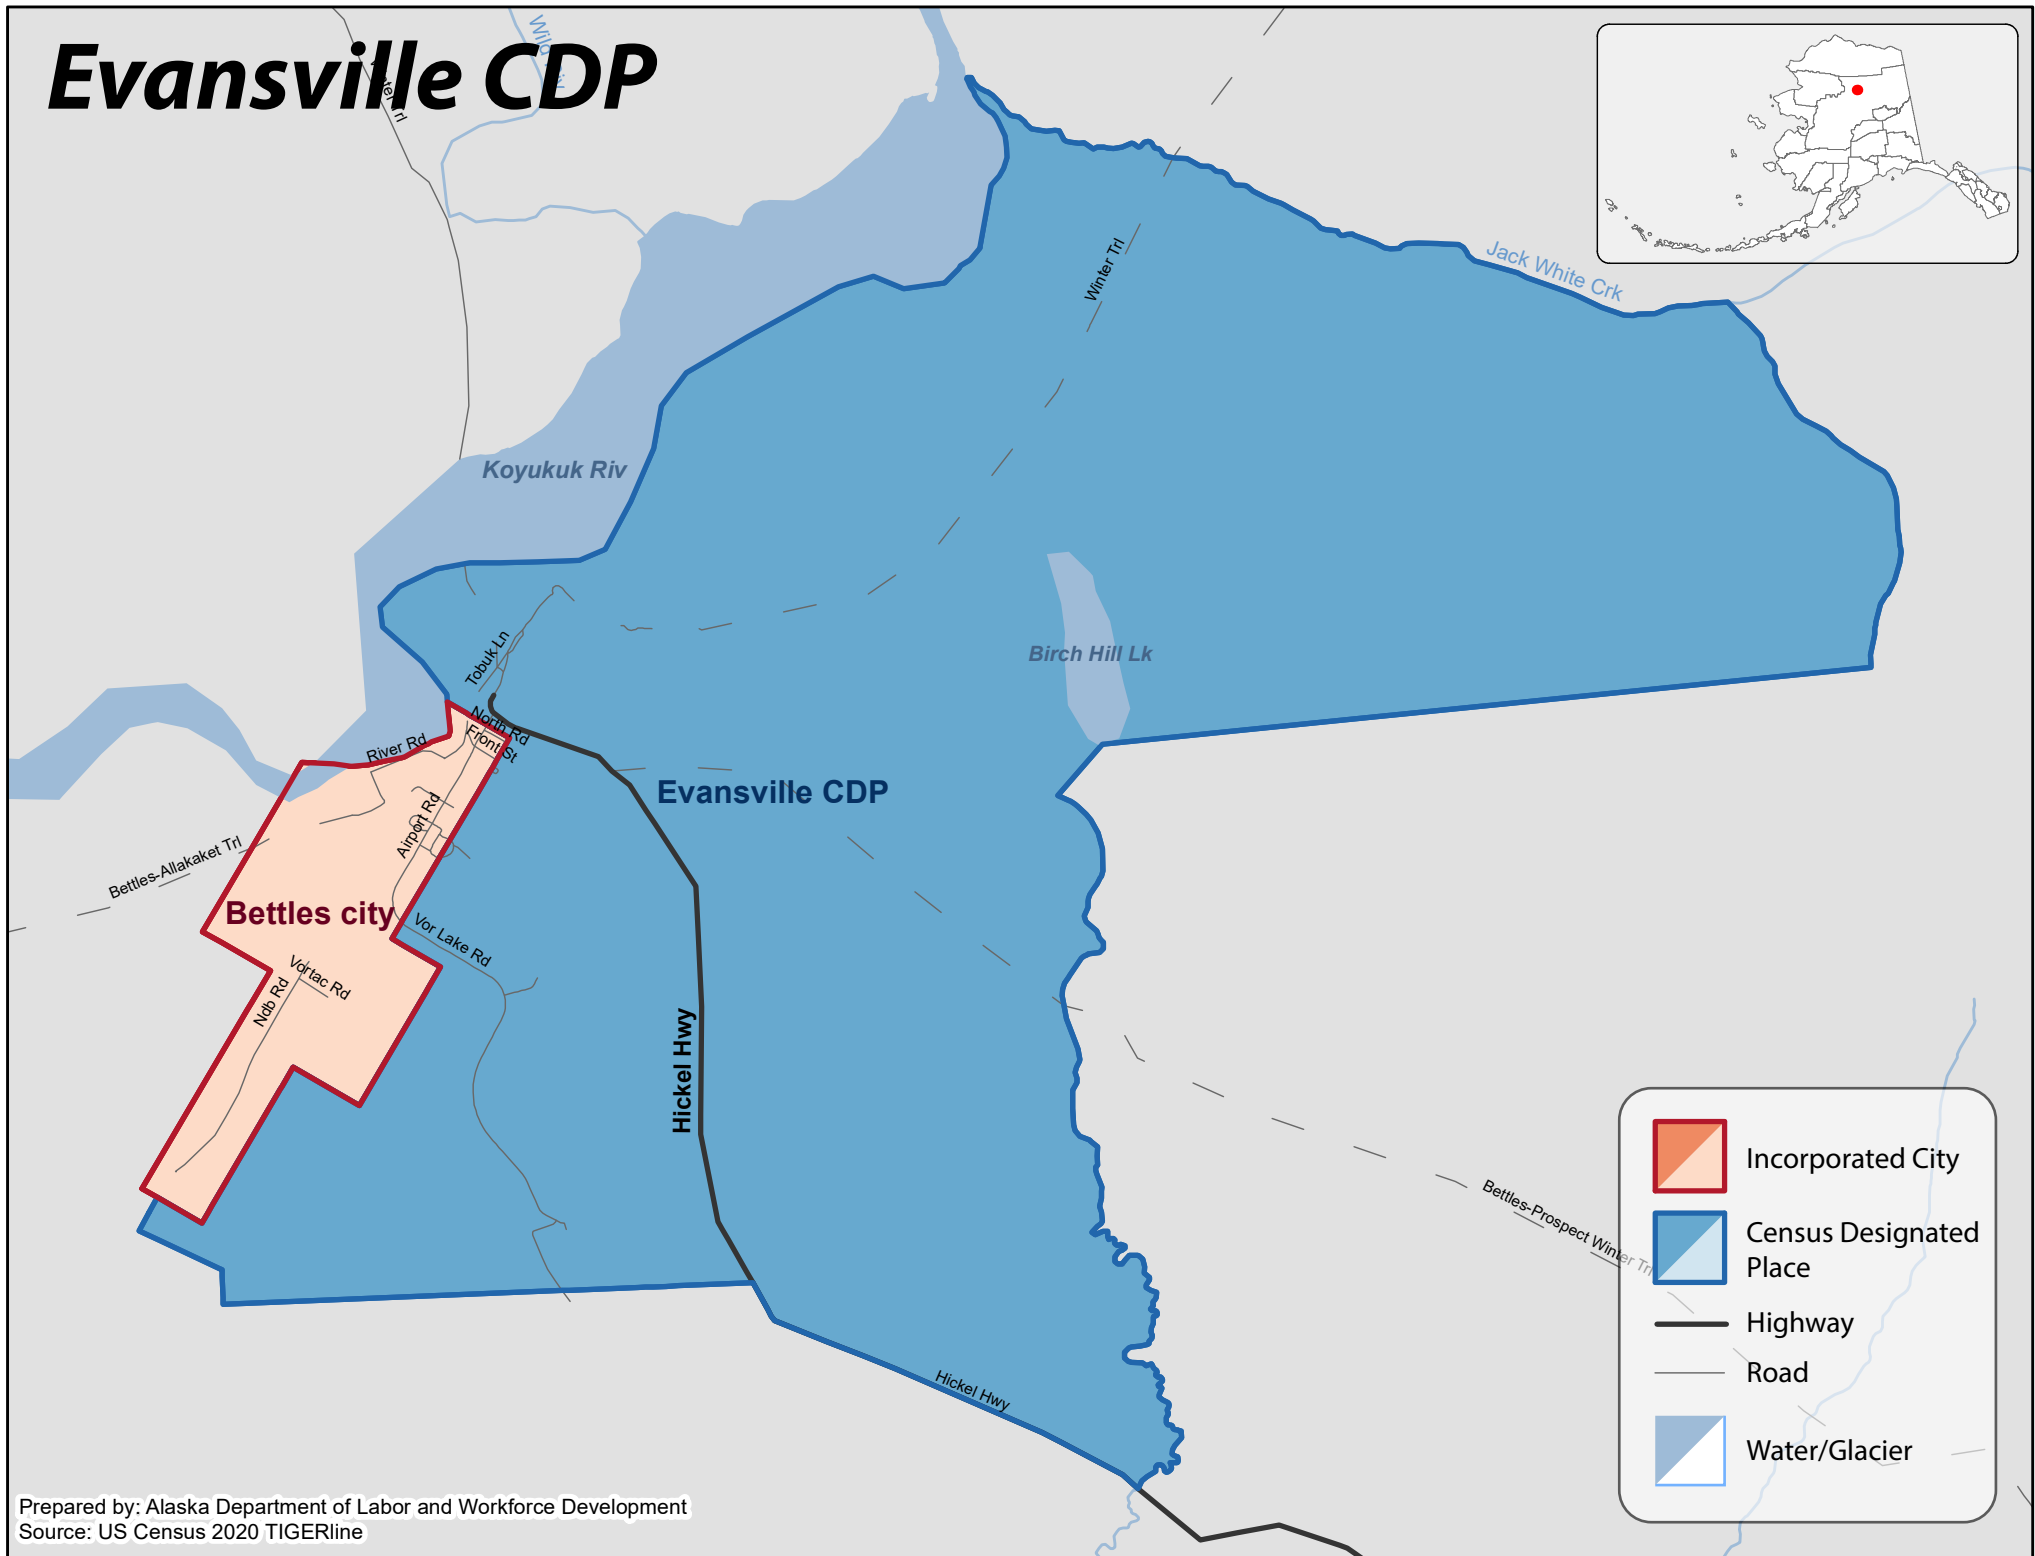 Evansville CDP
Winter Trl
Jack White Crk
Winter Trl
Koyukuk Riv
Tobuk Ln
Birch Hill Lk
North Rd
Front St
River Rd
Evansville CDP
Airport Rd
Bettles-Allakaket Trl
Bettles city
Vor Lake Rd
Vortac Rd
Ndb Rd
Hickel Hwy
Bettles-Prospect Winter Trl
Hickel Hwy
Incorporated City
Census Designated
Place
Highway
Road
Water/Glacier
Prepared by: Alaska Department of Labor and Workforce Development
Source: US Census 2020 TIGERline